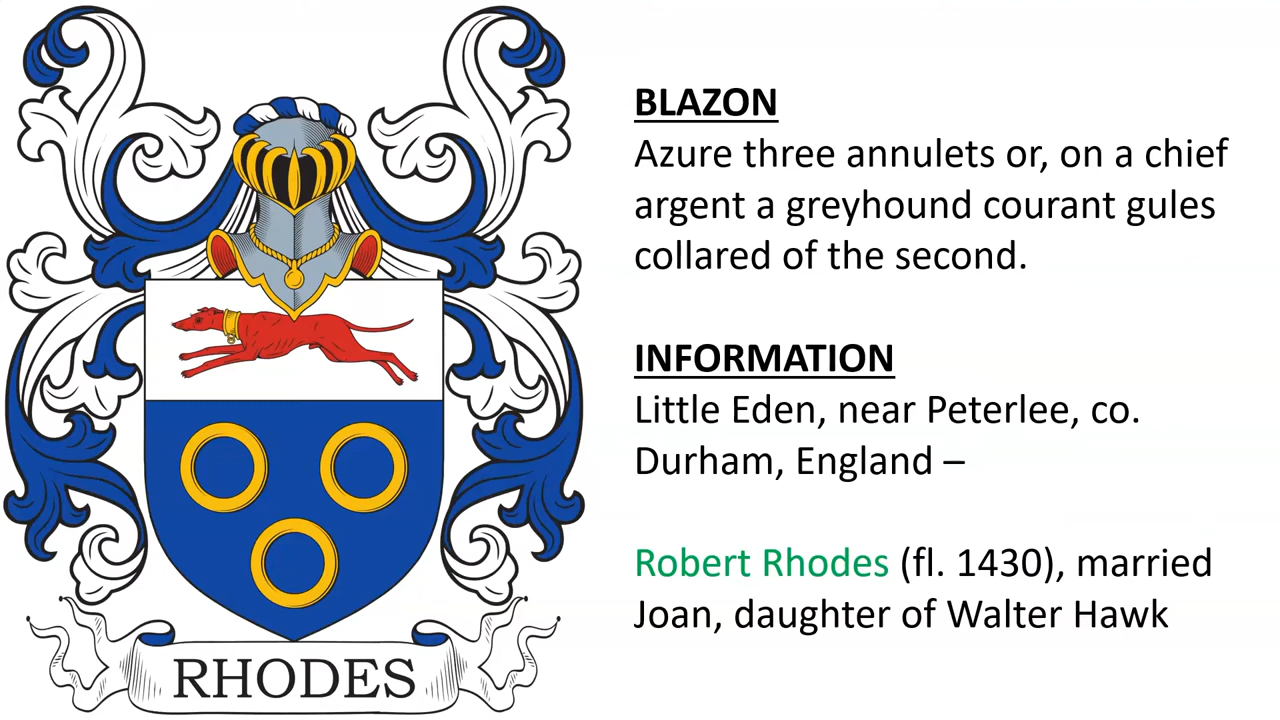 BLAZON
Azure three annulets or, on a chief
argent a greyhound courant gules
collared of the second.
INFORMATION
Little Eden, near Peterlee, co.
Durham, England –
Robert Rhodes (fl. 1430), married
Joan, daughter of Walter Hawk
RHODES